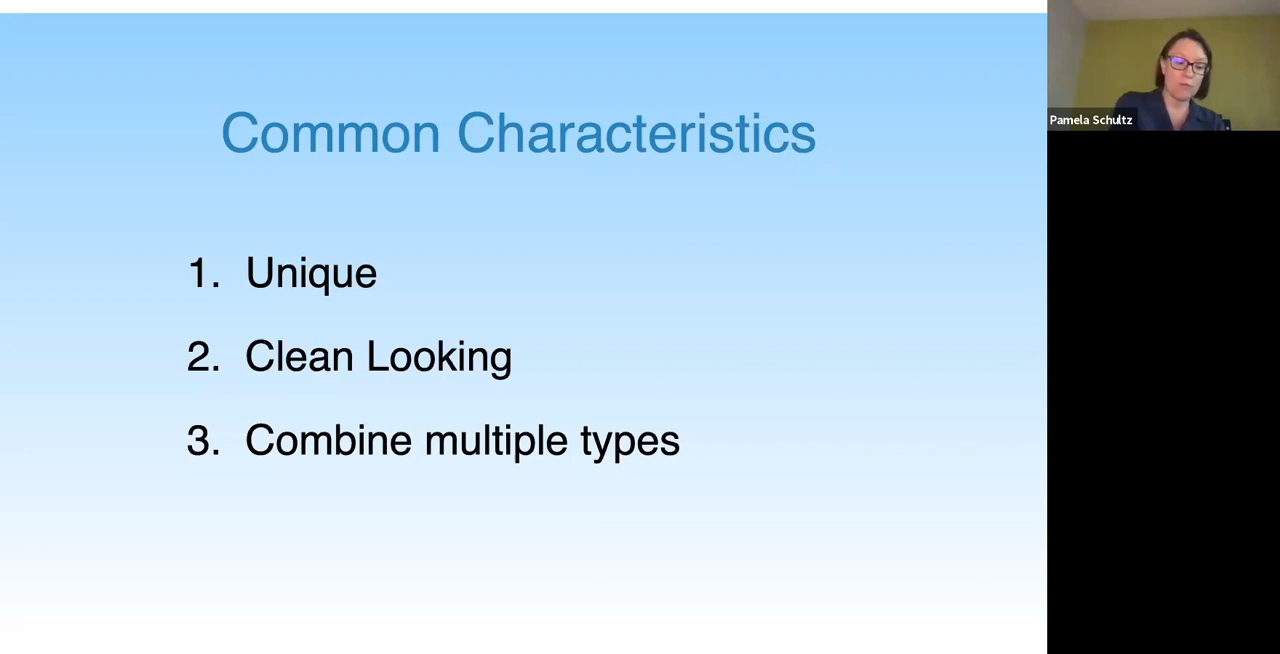 Common Characteristics
1. Unique
2. Clean Looking
3. Combine multiple types
Pamela Schultz